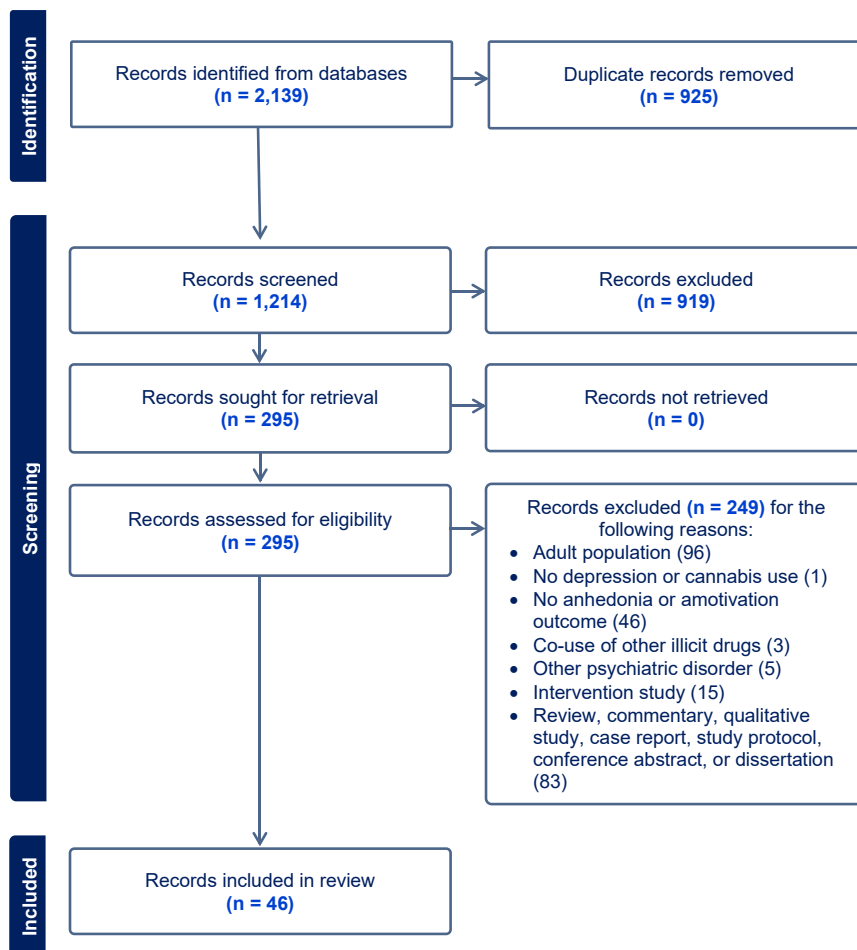 Identification
Records identified from databases
(n = 2,139)
Duplicate records removed
(n = 925)
Screening
Records screened
(n = 1,214)
Records excluded
(n = 919)
Records sought for retrieval
(n = 295)
Records not retrieved
(n = 0)
Records assessed for eligibility
(n = 295)
Records excluded (n = 249) for the
following reasons:
• Adult population (96)
• No depression or cannabis use (1)
• No anhedonia or amotivation
outcome (46)
• Co-use of other illicit drugs (3)
• Other psychiatric disorder (5)
• Intervention study (15)
• Review, commentary, qualitative
study, case report, study protocol,
conference abstract, or dissertation
(83)
Included
Records included in review
(n = 46)